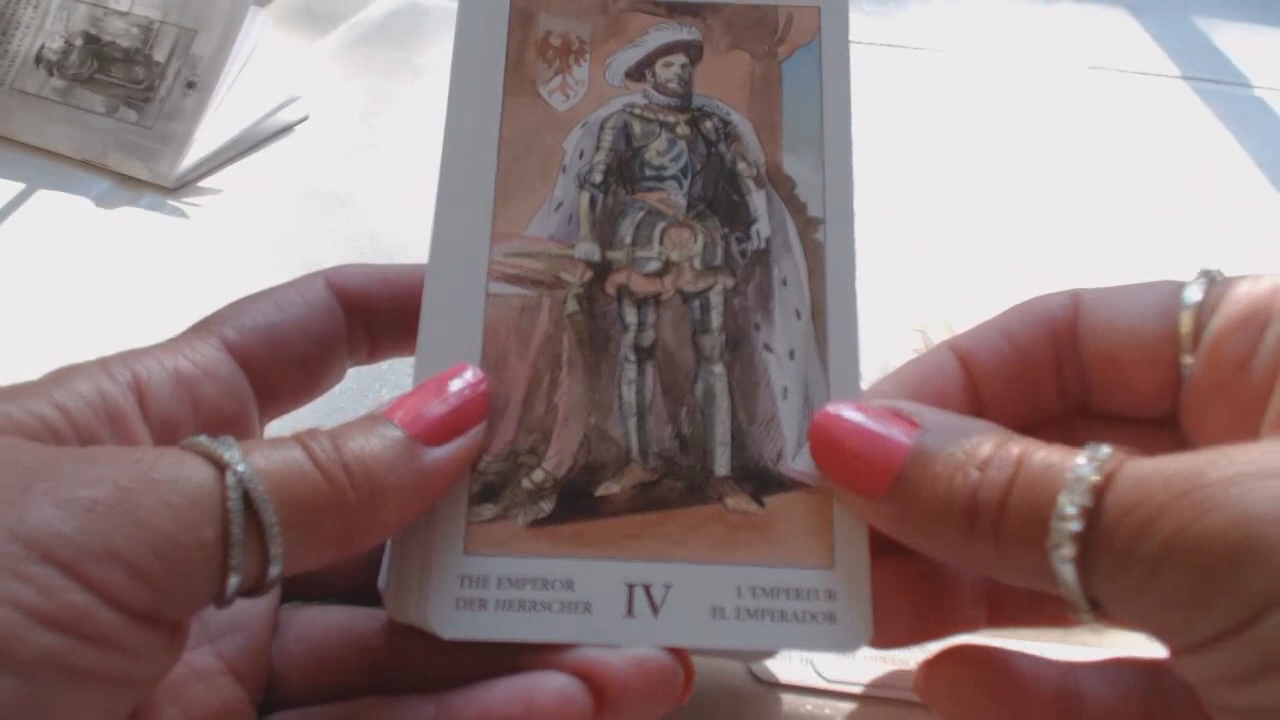 THE EMPEROR
DER HERRSCHER
IV
L'EMPEREUR
EL EMPERADOR